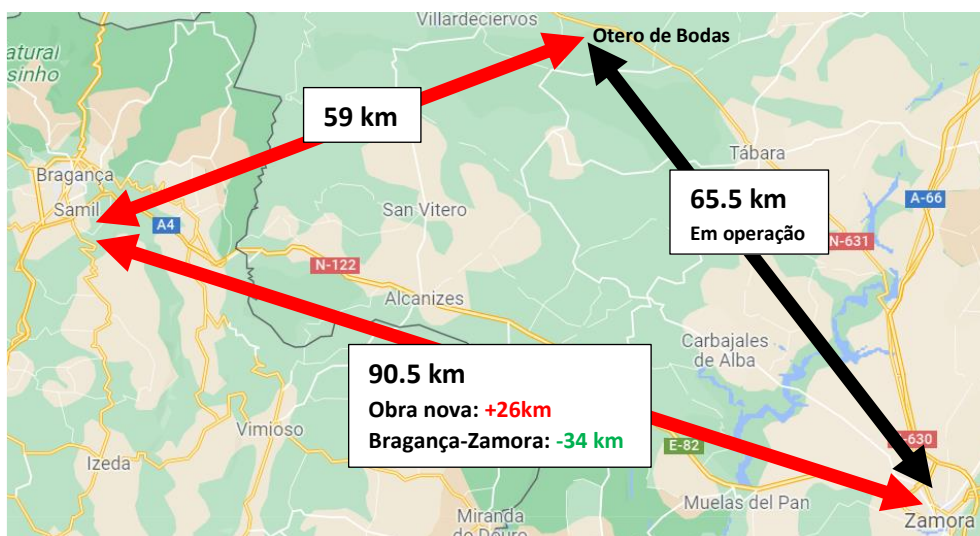 Villardeciervos
Otero de Bodas
atural
sinho
59 km
Bragança
Tábara
Samil
A4
San Vitero
65.5 km
Em operação
A-66
N-631
N-122
Alcanizes
Carbajales
de Alba
90.5 km
Obra nova: +26km
Bragança-Zamora: -34 km
Vimioso
-630
E-82
Izeda
Muelas del Pan
Miranda
do Douro
Zamora